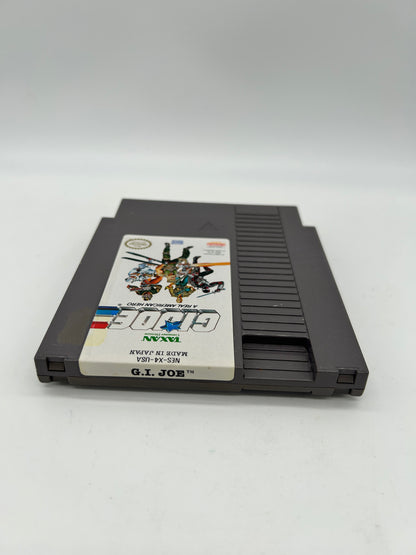 G.I. JOE™
NES-X4-USA
MADE IN JAPAN
TAXAN
G.I.JOE
A REAL AMERICAN HERO